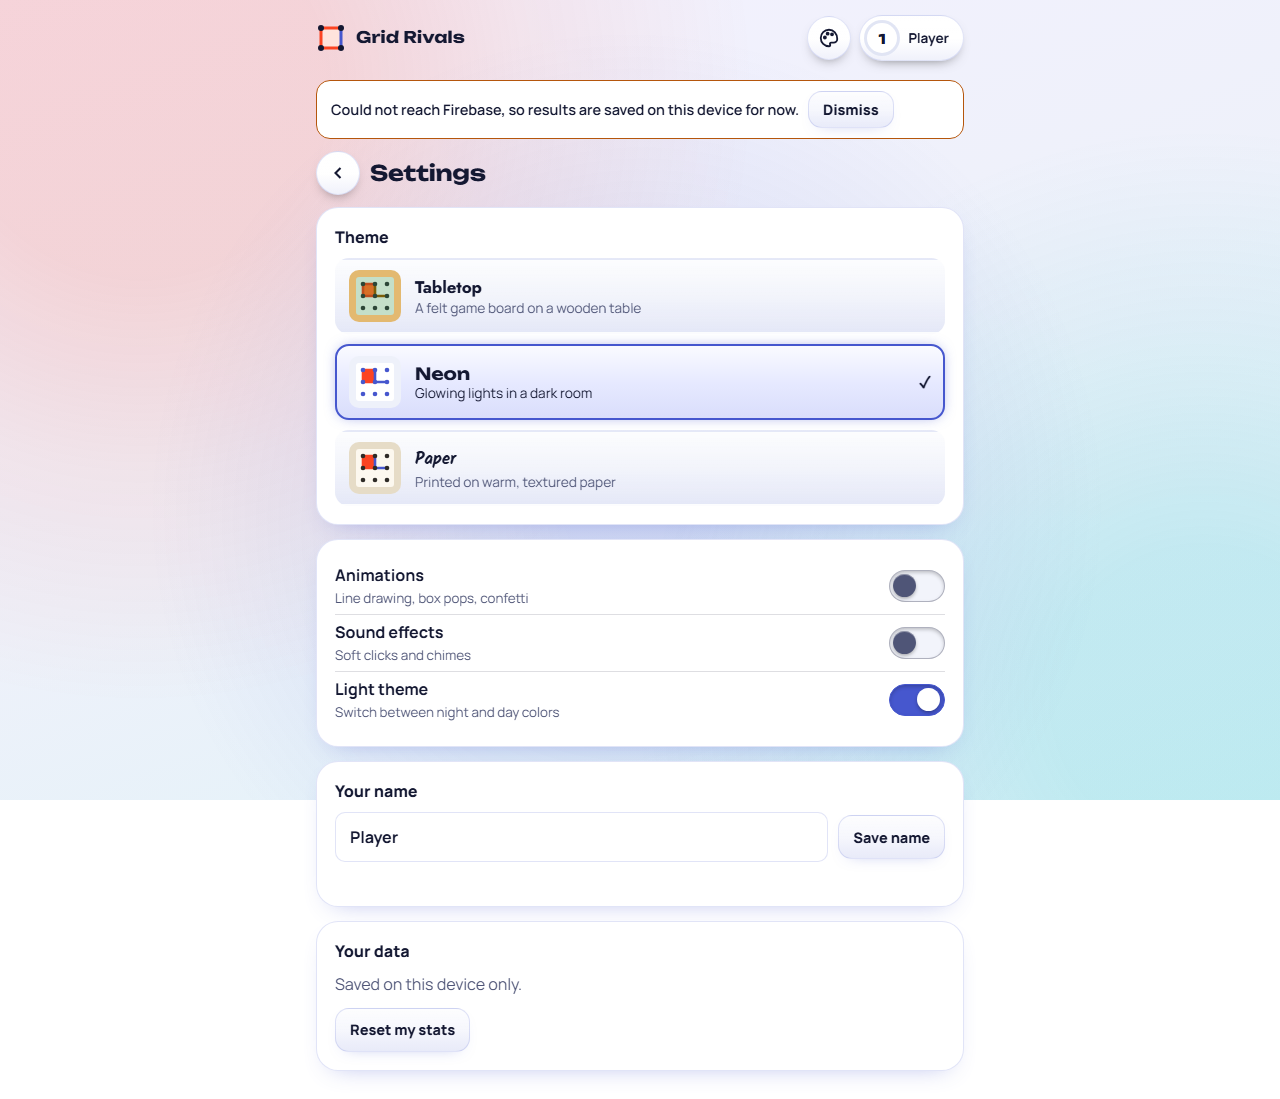 Grid Rivals
1 Player
Could not reach Firebase, so results are saved on this device for now. Dismiss
Settings
Theme
Tabletop
A felt game board on a wooden table
Neon
Glowing lights in a dark room
Paper
Printed on warm, textured paper
Animations
Line drawing, box pops, confetti
Sound effects
Soft clicks and chimes
Light theme
Switch between night and day colors
Your name
Player Save name
Your data
Saved on this device only.
Reset my stats